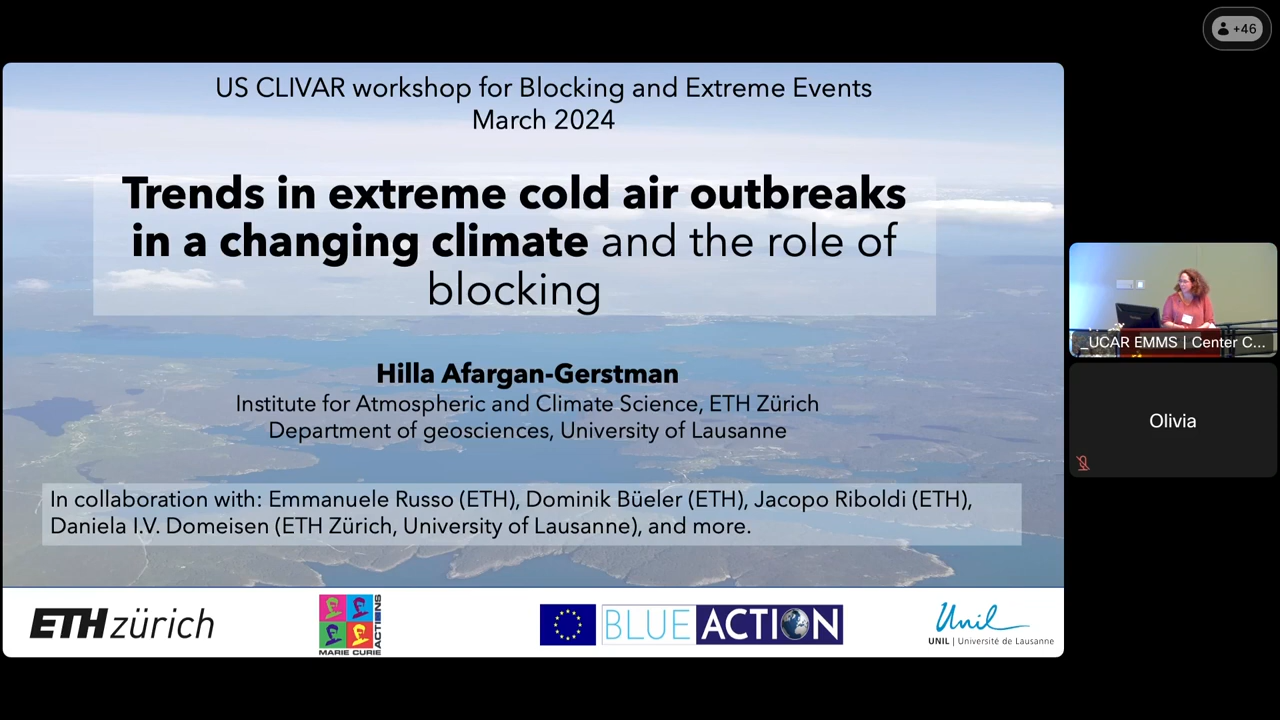 +46
US CLIVAR workshop for Blocking and Extreme Events
March 2024
Trends in extreme cold air outbreaks
in a changing climate and the role of
blocking
Hilla Afargan-Gerstman
Institute for Atmospheric and Climate Science, ETH Zürich
Department of geosciences, University of Lausanne
In collaboration with: Emmanuele Russo (ETH), Dominik Büeler (ETH), Jacopo Riboldi (ETH),
Daniela I.V. Domeisen (ETH Zürich, University of Lausanne), and more.
ETH zürich
MARIE CURIE
ACTIONS
BLUE ACTION
Unil
UNIL | Université de Lausanne
_UCAR EMMS | Center C...
Olivia